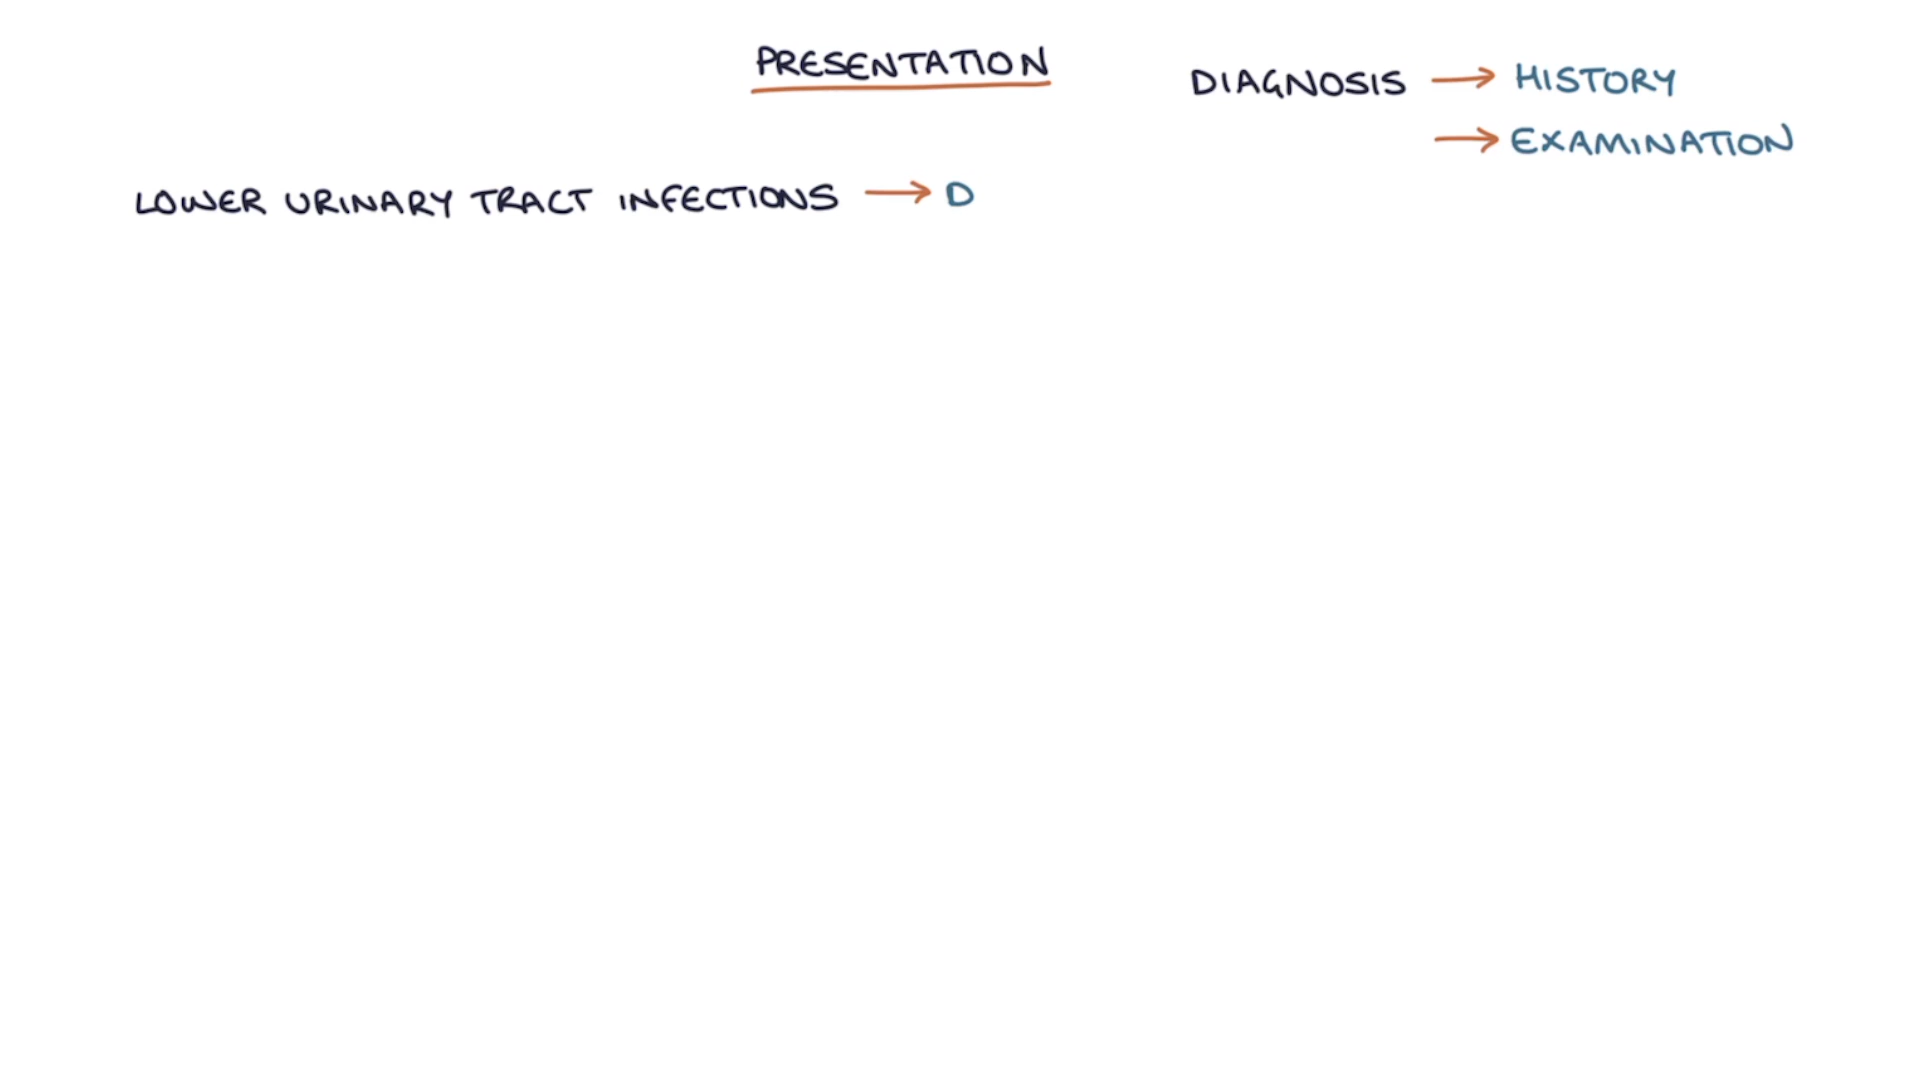 PRESENTATION
DIAGNOSIS → HISTORY
→ EXAMINATION
LOWER URINARY TRACT INFECTIONS → D